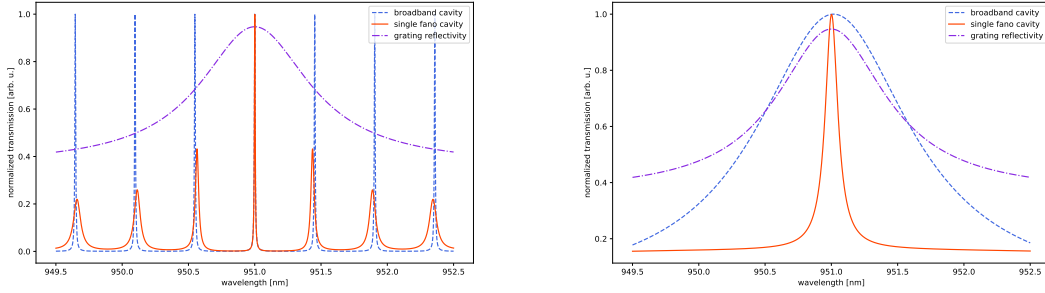 broadband cavity
single fano cavity
grating reflectivity
1.0
0.8
0.6
0.4
0.2
0.0
normalized transmission [arb. u.]
949.5
950.0
950.5
951.0
951.5
952.0
952.5
wavelength [nm]
broadband cavity
single fano cavity
grating reflectivity
1.0
0.8
0.6
0.4
0.2
normalized transmission [arb. u.]
949.5
950.0
950.5
951.0
951.5
952.0
952.5
wavelength [nm]